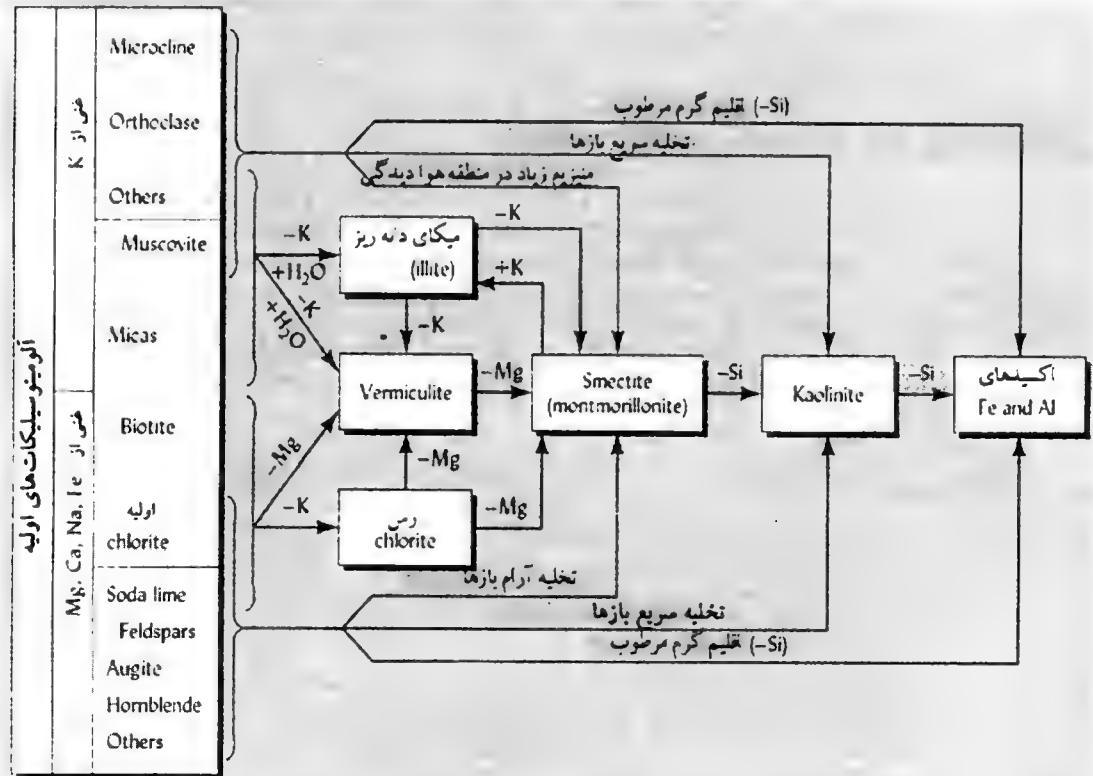 آلومینوسیلیکات‌های اولیه
غنی از K
غنی از Mg, Ca, Na, Fe
Microcline
Orthoclase
Others
Muscovite
Micas
Biotite
اولیه
chlorite
Soda lime
Feldspars
Augite
Hornblende
Others
اقلیم گرم مرطوب (–Si)
تخلیه سریع بازها
منیزیم زیاد در منطقه هوا دیدگی
–K
+H₂O
–K
+H₂O
میکای دانه ریز
(illite)
–K
+K
–K
Vermiculite
–Mg
Smectite
(montmorillonite)
–Si
Kaolinite
–Si
اکسیدهای
Fe and Al
–Mg
–K
–Mg
رس
chlorite
–Mg
تخلیه آرام بازها
تخلیه سریع بازها
اقلیم گرم مرطوب (–Si)